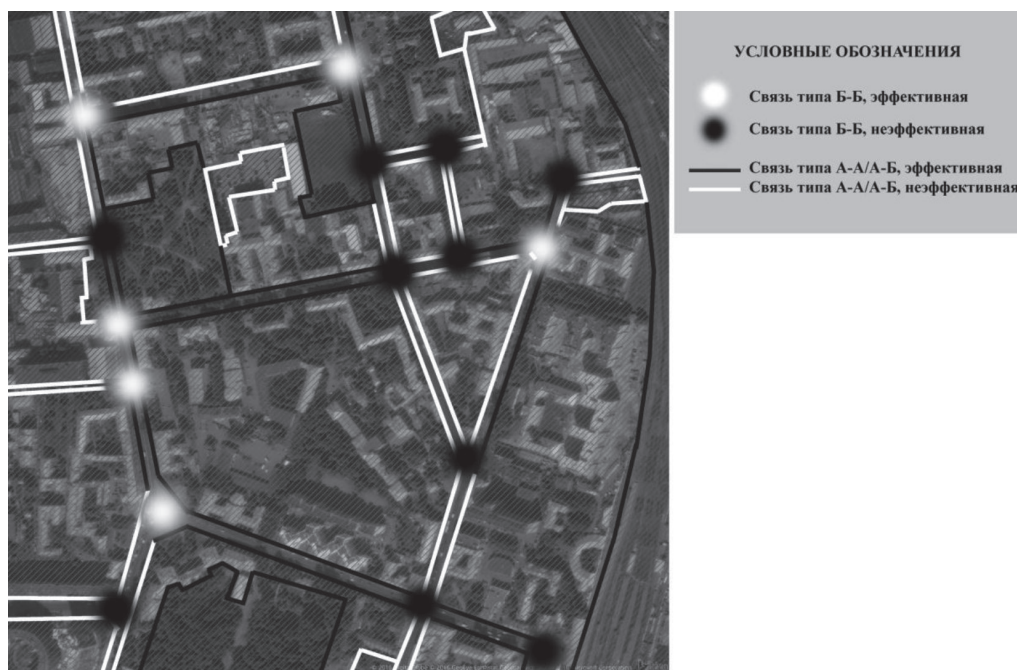 УСЛОВНЫЕ ОБОЗНАЧЕНИЯ
Связь типа Б-Б, эффективная
Связь типа Б-Б, неэффективная
Связь типа А-А/А-Б, эффективная
Связь типа А-А/А-Б, неэффективная